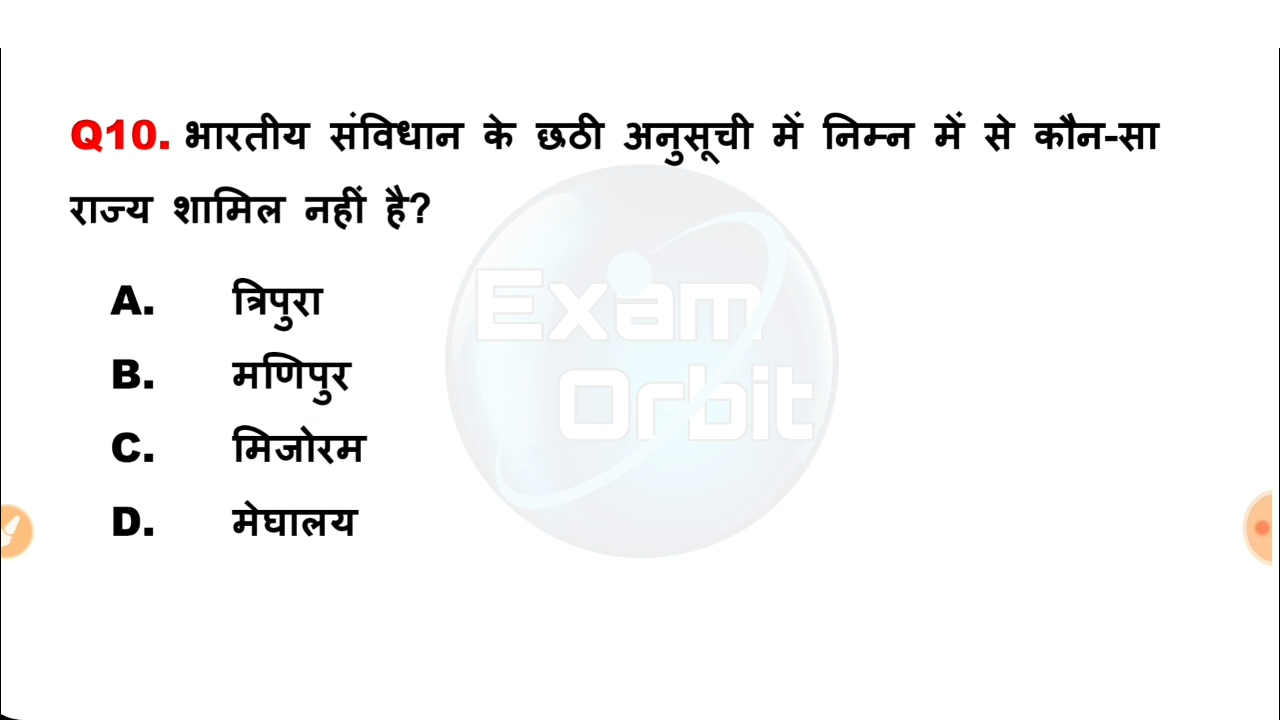 Q10. भारतीय संविधान के छठी अनुसूची में निम्न में से कौन-सा
राज्य शामिल नहीं है?
Exam
Orbit
A. त्रिपुरा
B. मणिपुर
C. मिजोरम
D. मेघालय